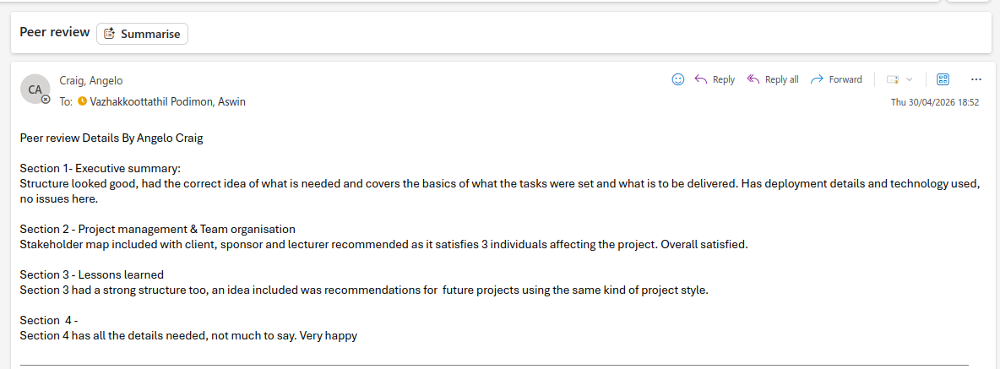 Peer review Summarise
CA
Craig, Angelo
Reply Reply all Forward
To: Vazhakkoottathil Podimon, Aswin
Thu 30/04/2026 18:52
Peer review Details By Angelo Craig
Section 1- Executive summary:
Structure looked good, had the correct idea of what is needed and covers the basics of what the tasks were set and what is to be delivered. Has deployment details and technology used,
no issues here.
Section 2 - Project management & Team organisation
Stakeholder map included with client, sponsor and lecturer recommended as it satisfies 3 individuals affecting the project. Overall satisfied.
Section 3 - Lessons learned
Section 3 had a strong structure too, an idea included was recommendations for  future projects using the same kind of project style.
Section  4 -
Section 4 has all the details needed, not much to say. Very happy